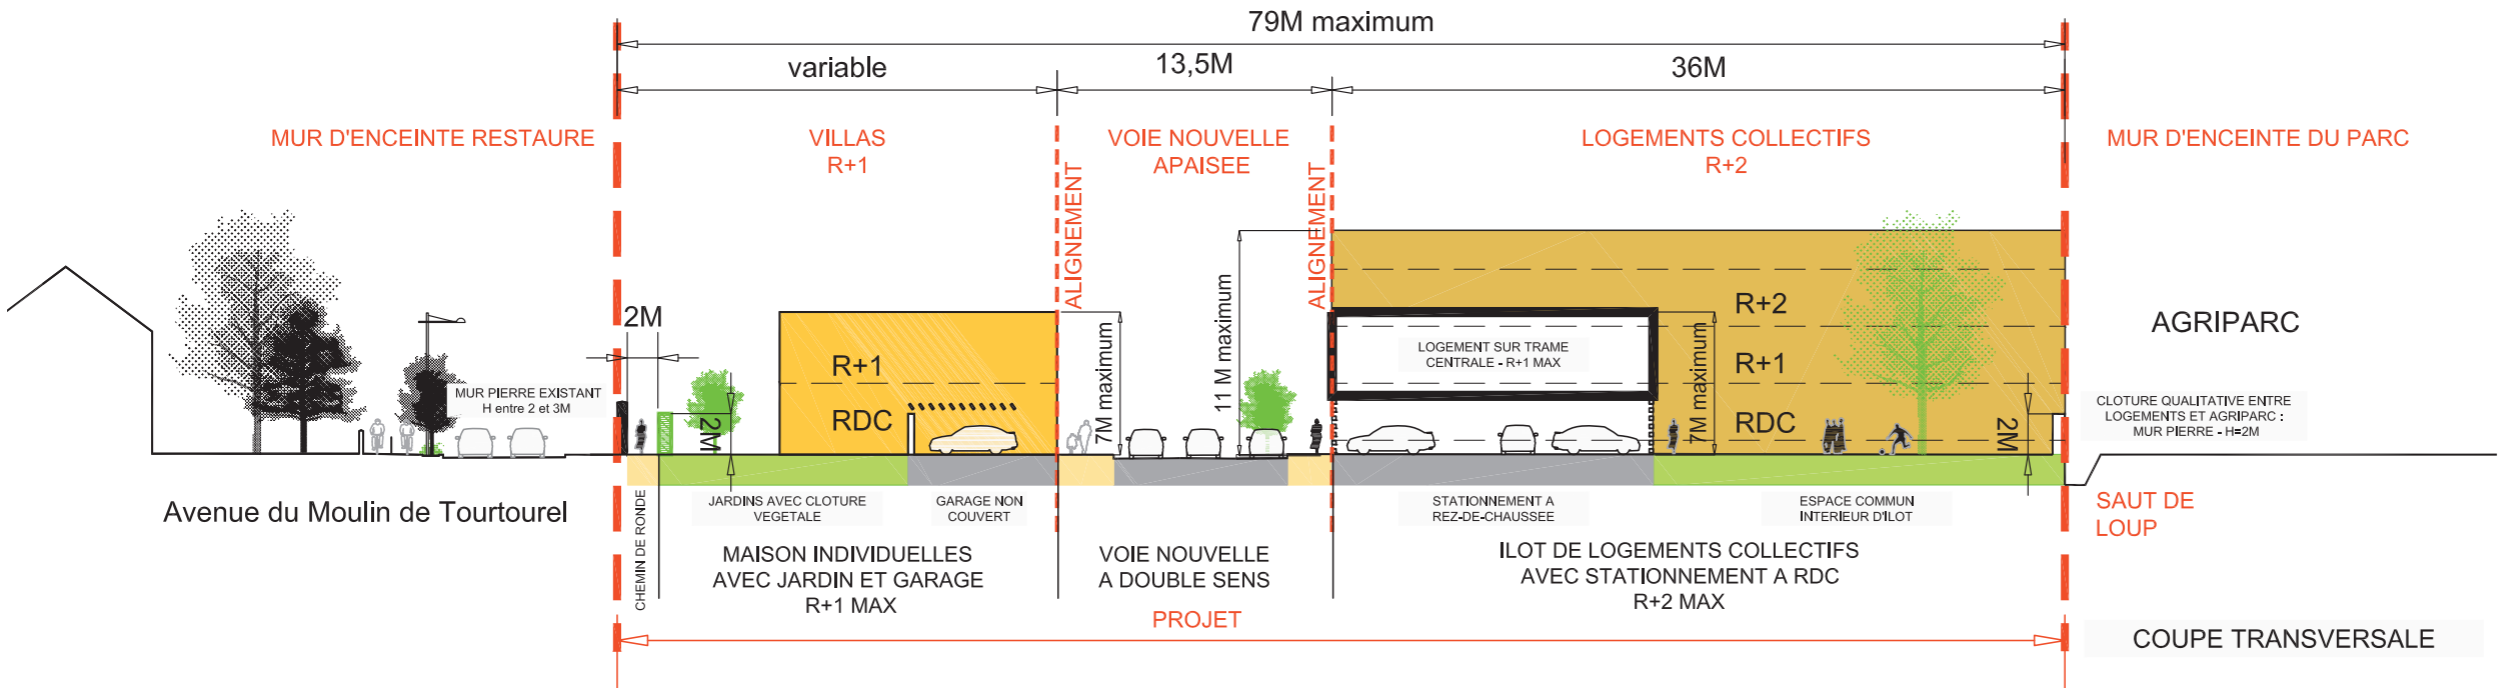 79M maximum
variable
13,5M
36M
MUR D'ENCEINTE RESTAURE
VILLAS
R+1
VOIE NOUVELLE
APAISEE
LOGEMENTS COLLECTIFS
R+2
MUR D'ENCEINTE DU PARC
ALIGNEMENT
ALIGNEMENT
2M
MUR PIERRE EXISTANT
H entre 2 et 3M
2M
R+1
RDC
7M maximum
11 M maximum
LOGEMENT SUR TRAME
CENTRALE - R+1 MAX
7M maximum
R+2
R+1
RDC
2M
AGRIPARC
CLOTURE QUALITATIVE ENTRE
LOGEMENTS ET AGRIPARC :
MUR PIERRE - H=2M
Avenue du Moulin de Tourtourel
CHEMIN DE RONDE
JARDINS AVEC CLOTURE
VEGETALE
GARAGE NON
COUVERT
STATIONNEMENT A
REZ-DE-CHAUSSEE
ESPACE COMMUN
INTERIEUR D'ILOT
SAUT DE
LOUP
MAISON INDIVIDUELLES
AVEC JARDIN ET GARAGE
R+1 MAX
VOIE NOUVELLE
A DOUBLE SENS
ILOT DE LOGEMENTS COLLECTIFS
AVEC STATIONNEMENT A RDC
R+2 MAX
PROJET
COUPE TRANSVERSALE